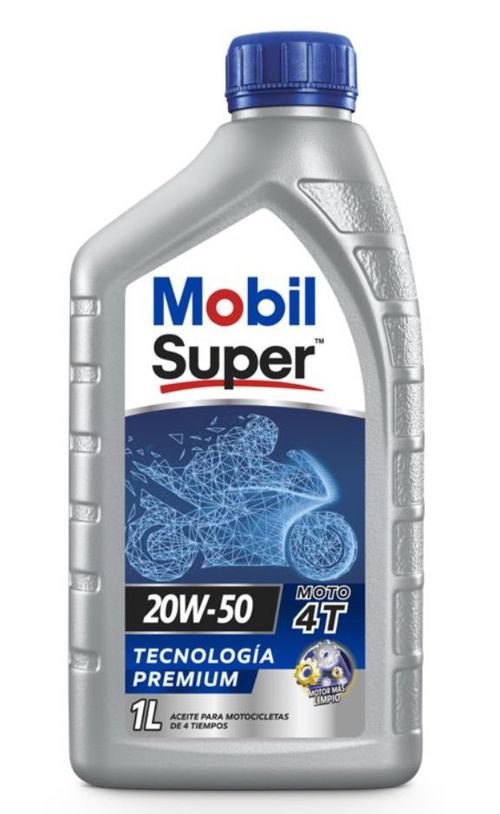 Mobil
Super™
20W-50
MOTO
4T
TECNOLOGÍA
PREMIUM
MOTOR MÁS
LIMPIO
1L
ACEITE PARA MOTOCICLETAS
DE 4 TIEMPOS